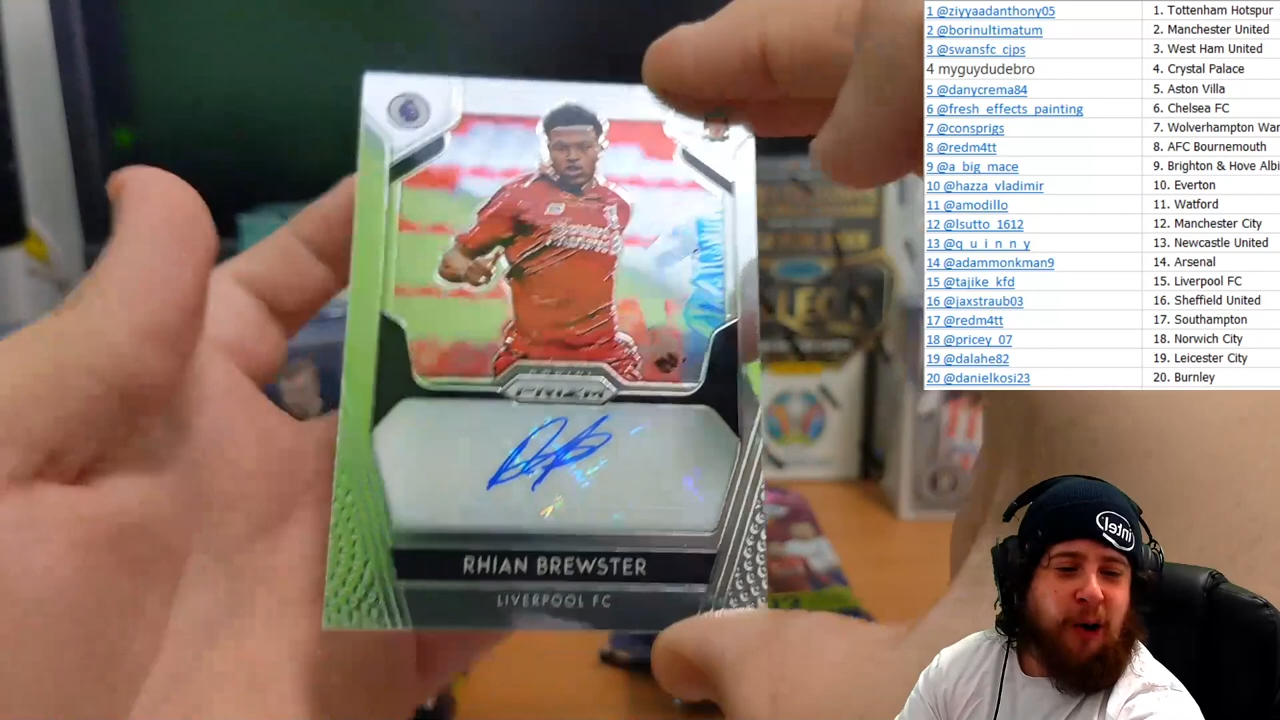 1 @ziyyaadanthony05 1. Tottenham Hotspur
2 @borinultimatum 2. Manchester United
3 @swansfc_cjps 3. West Ham United
4 myguydudebro 4. Crystal Palace
5 @danycrema84 5. Aston Villa
6 @fresh_effects_painting 6. Chelsea FC
7 @consprigs 7. Wolverhampton Wan
8 @redm4tt 8. AFC Bournemouth
9 @a_big_mace 9. Brighton & Hove Albi
10 @hazza_vladimir 10. Everton
11 @amodillo 11. Watford
12 @lsutto_1612 12. Manchester City
13 @q_u_i_n_n_y 13. Newcastle United
14 @adammonkman9 14. Arsenal
15 @tajike_kfd 15. Liverpool FC
16 @jaxstraub03 16. Sheffield United
17 @redm4tt 17. Southampton
18 @pricey_07 18. Norwich City
19 @dalahe82 19. Leicester City
20 @danielkosi23 20. Burnley
PANINI
PRIZM
RHIAN BREWSTER
LIVERPOOL FC
intel